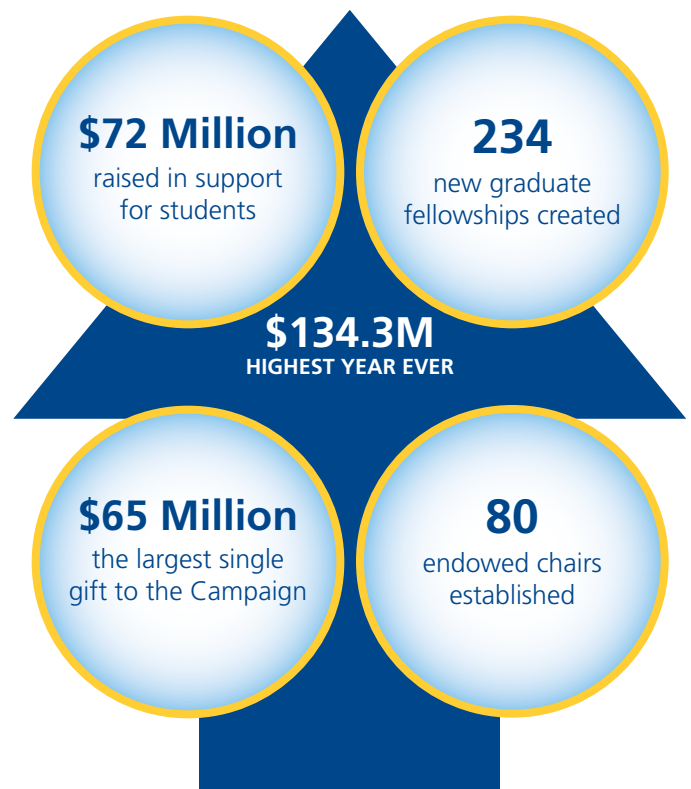 $72 Million
raised in support
for students
234
new graduate
fellowships created
$134.3M
HIGHEST YEAR EVER
$65 Million
the largest single
gift to the Campaign
80
endowed chairs
established